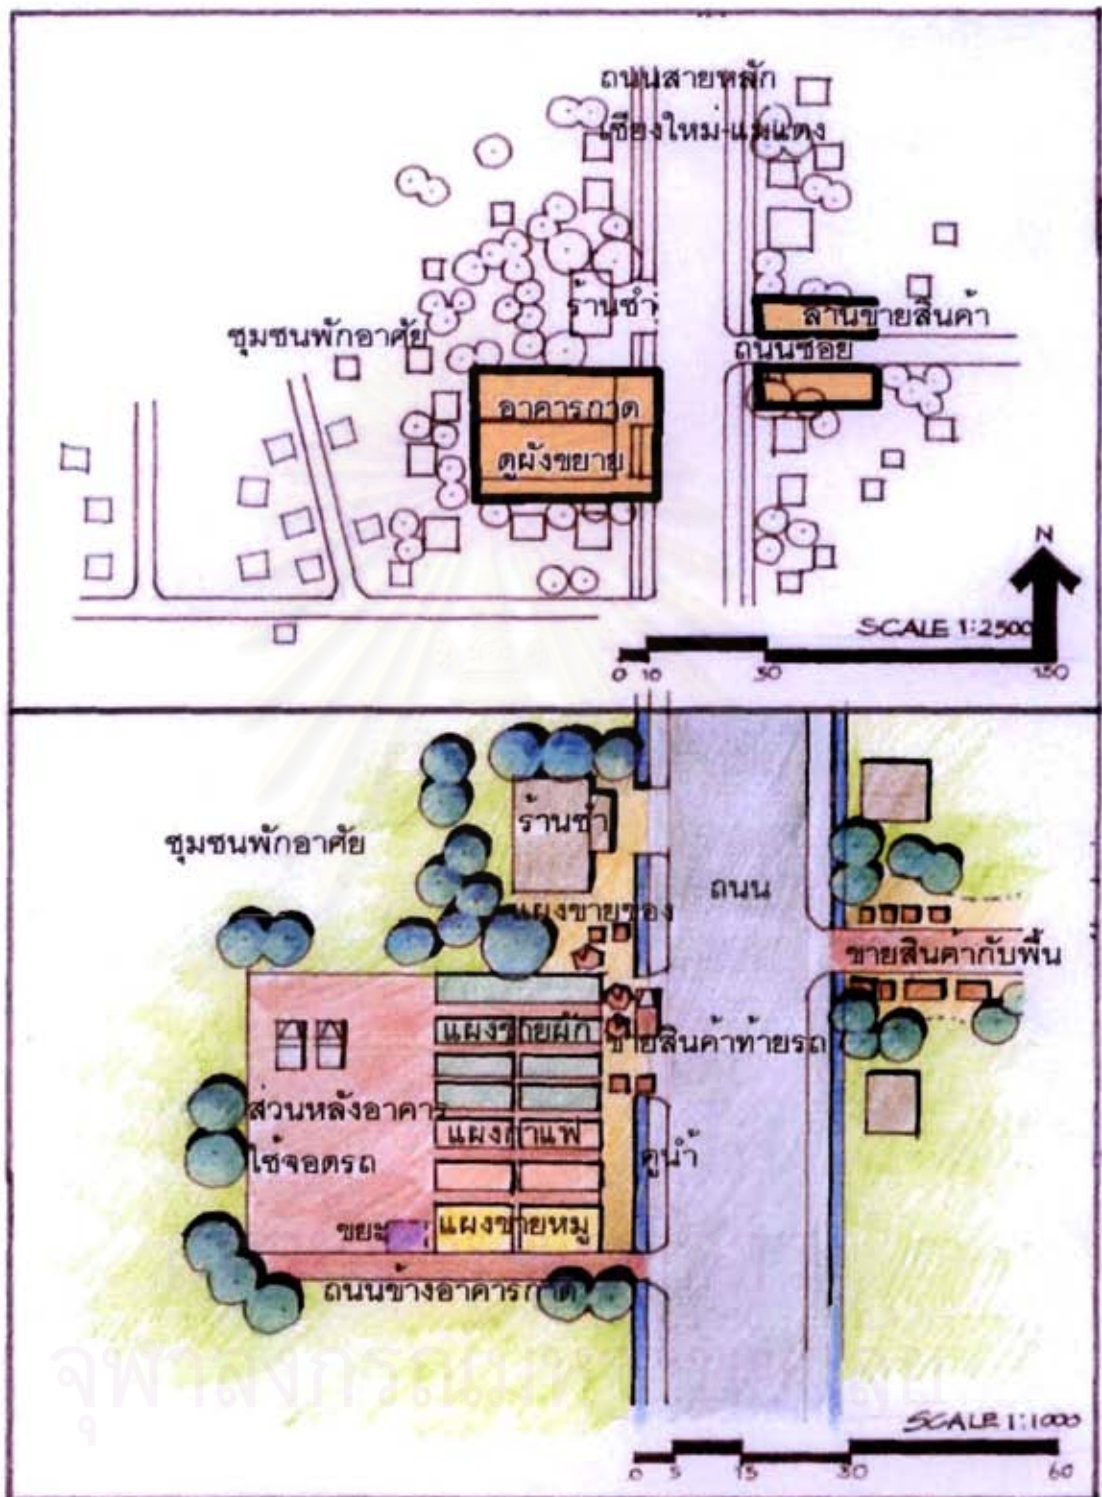 ถนนสายหลัก
เชียงใหม่-แม่แตง
ร้านชำ
ลานขายสินค้า
ชุมชนพักอาศัย
ถนนซอย
อาคารกาด
ดูผังขยาย
N
SCALE 1:2500
0 10 50 150
ร้านชำ
ชุมชนพักอาศัย
ถนน
แผงขายของ
ขายสินค้ากับพื้น
แผงขายผัก
ขายสินค้าท้ายรถ
ส่วนหลังอาคาร
แผงกาแฟ
ใช้จอดรถ
คูน้ำ
ขยะ
แผงขายหมู
ถนนข้างอาคารกาด
SCALE 1:1000
0 5 15 30 60